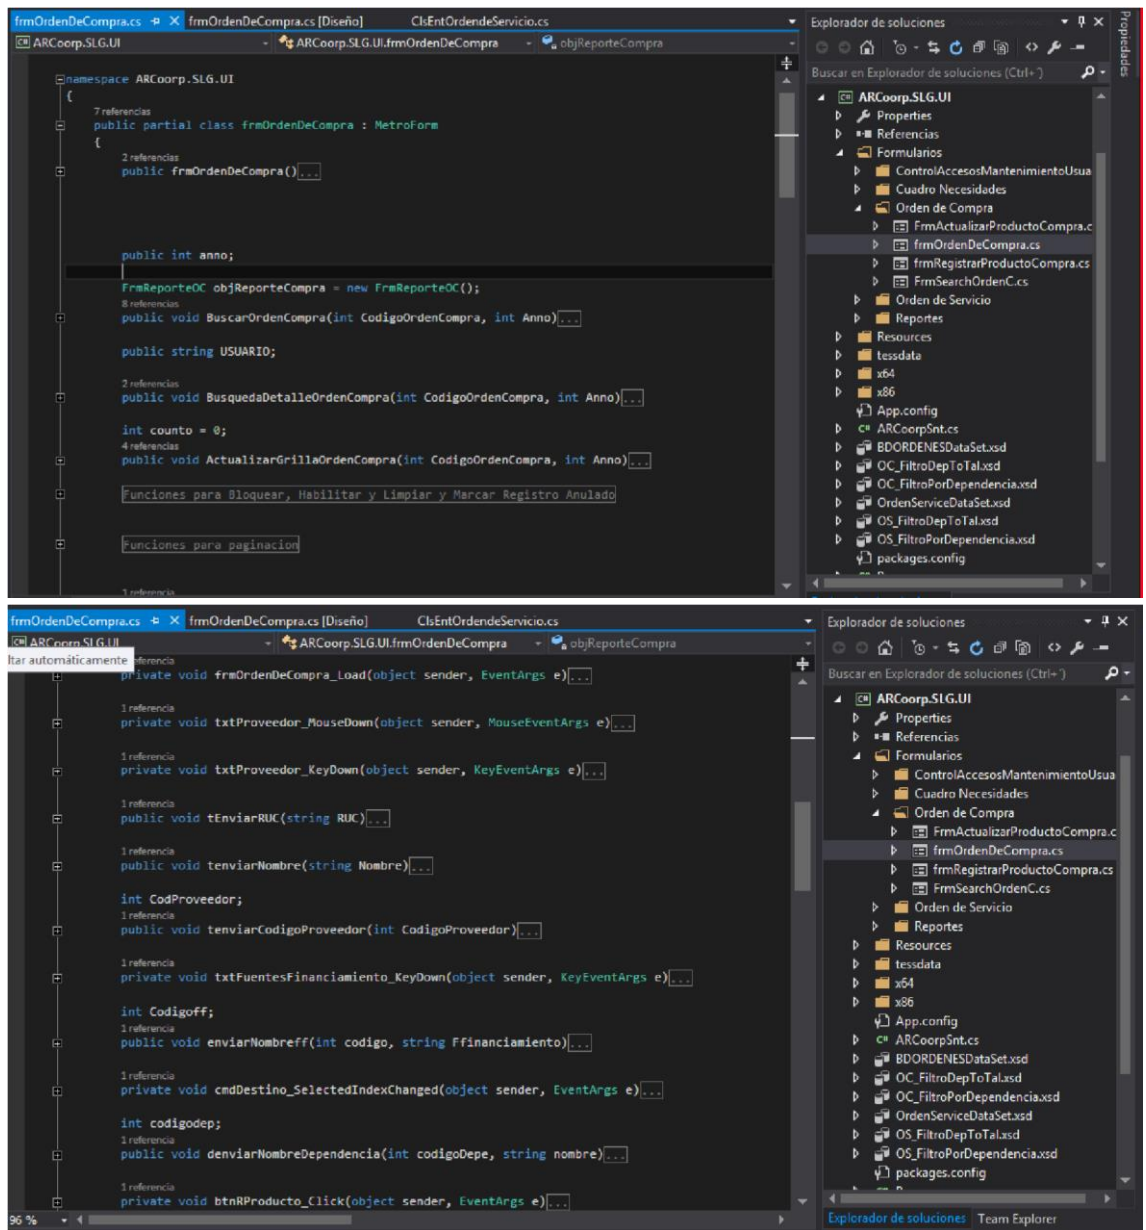 frmOrdenDeCompra.cs frmOrdenDeCompra.cs [Diseño] ClsEntOrdendeServicio.cs
ARCoorp.SLG.UI ARCoorp.SLG.UI.frmOrdenDeCompra objReporteCompra
namespace ARCoorp.SLG.UI
{
7 referencias
public partial class frmOrdenDeCompra : MetroForm
{
2 referencias
public frmOrdenDeCompra()...
public int anno;
FrmReporteOC objReporteCompra = new FrmReporteOC();
8 referencias
public void BuscarOrdenCompra(int CodigoOrdenCompra, int Anno)...
public string USUARIO;
2 referencias
public void BusquedaDetalleOrdenCompra(int CodigoOrdenCompra, int Anno)...
int counto = 0;
4 referencias
public void ActualizarGrillaOrdenCompra(int CodigoOrdenCompra, int Anno)...
Funciones para Bloquear, Habilitar y Limpiar y Marcar Registro Anulado
Funciones para paginacion
1 referencia
Explorador de soluciones
Buscar en Explorador de soluciones (Ctrl+')
ARCoorp.SLG.UI
Properties
Referencias
Formularios
ControlAccesosMantenimientoUsua
Cuadro Necesidades
Orden de Compra
FrmActualizarProductoCompra.c
frmOrdenDeCompra.cs
frmRegistrarProductoCompra.cs
FrmSearchOrdenC.cs
Orden de Servicio
Reportes
Resources
tessdata
x64
x86
App.config
ARCoorpSnt.cs
BDORDENESDataSet.xsd
OC_FiltroDepToTal.xsd
OC_FiltroPorDependencia.xsd
OrdenServiceDataSet.xsd
OS_FiltroDepToTal.xsd
OS_FiltroPorDependencia.xsd
packages.config
Propiedades
frmOrdenDeCompra.cs frmOrdenDeCompra.cs [Diseño] ClsEntOrdendeServicio.cs
ARCoorp.SLG.UI ARCoorp.SLG.UI.frmOrdenDeCompra objReporteCompra
ltar automáticamente
private void frmOrdenDeCompra_Load(object sender, EventArgs e)...
1 referencia
private void txtProveedor_MouseDown(object sender, MouseEventArgs e)...
1 referencia
private void txtProveedor_KeyDown(object sender, KeyEventArgs e)...
1 referencia
public void tEnviarRUC(string RUC)...
1 referencia
public void tenviarNombre(string Nombre)...
int CodProveedor;
1 referencia
public void tenviarCodigoProveedor(int CodigoProveedor)...
1 referencia
private void txtFuentesFinanciamiento_KeyDown(object sender, KeyEventArgs e)...
int Codigoff;
1 referencia
public void enviarNombreff(int codigo, string Ffinanciamiento)...
1 referencia
private void cmdDestino_SelectedIndexChanged(object sender, EventArgs e)...
int codigodep;
1 referencia
public void denviarNombreDependencia(int codigoDepe, string nombre)...
1 referencia
private void btnRProducto_Click(object sender, EventArgs e)...
96 %
Explorador de soluciones
Buscar en Explorador de soluciones (Ctrl+')
ARCoorp.SLG.UI
Properties
Referencias
Formularios
ControlAccesosMantenimientoUsua
Cuadro Necesidades
Orden de Compra
FrmActualizarProductoCompra.c
frmOrdenDeCompra.cs
frmRegistrarProductoCompra.cs
FrmSearchOrdenC.cs
Orden de Servicio
Reportes
Resources
tessdata
x64
x86
App.config
ARCoorpSnt.cs
BDORDENESDataSet.xsd
OC_FiltroDepToTal.xsd
OC_FiltroPorDependencia.xsd
OrdenServiceDataSet.xsd
OS_FiltroDepToTal.xsd
OS_FiltroPorDependencia.xsd
packages.config
Explorador de soluciones Team Explorer